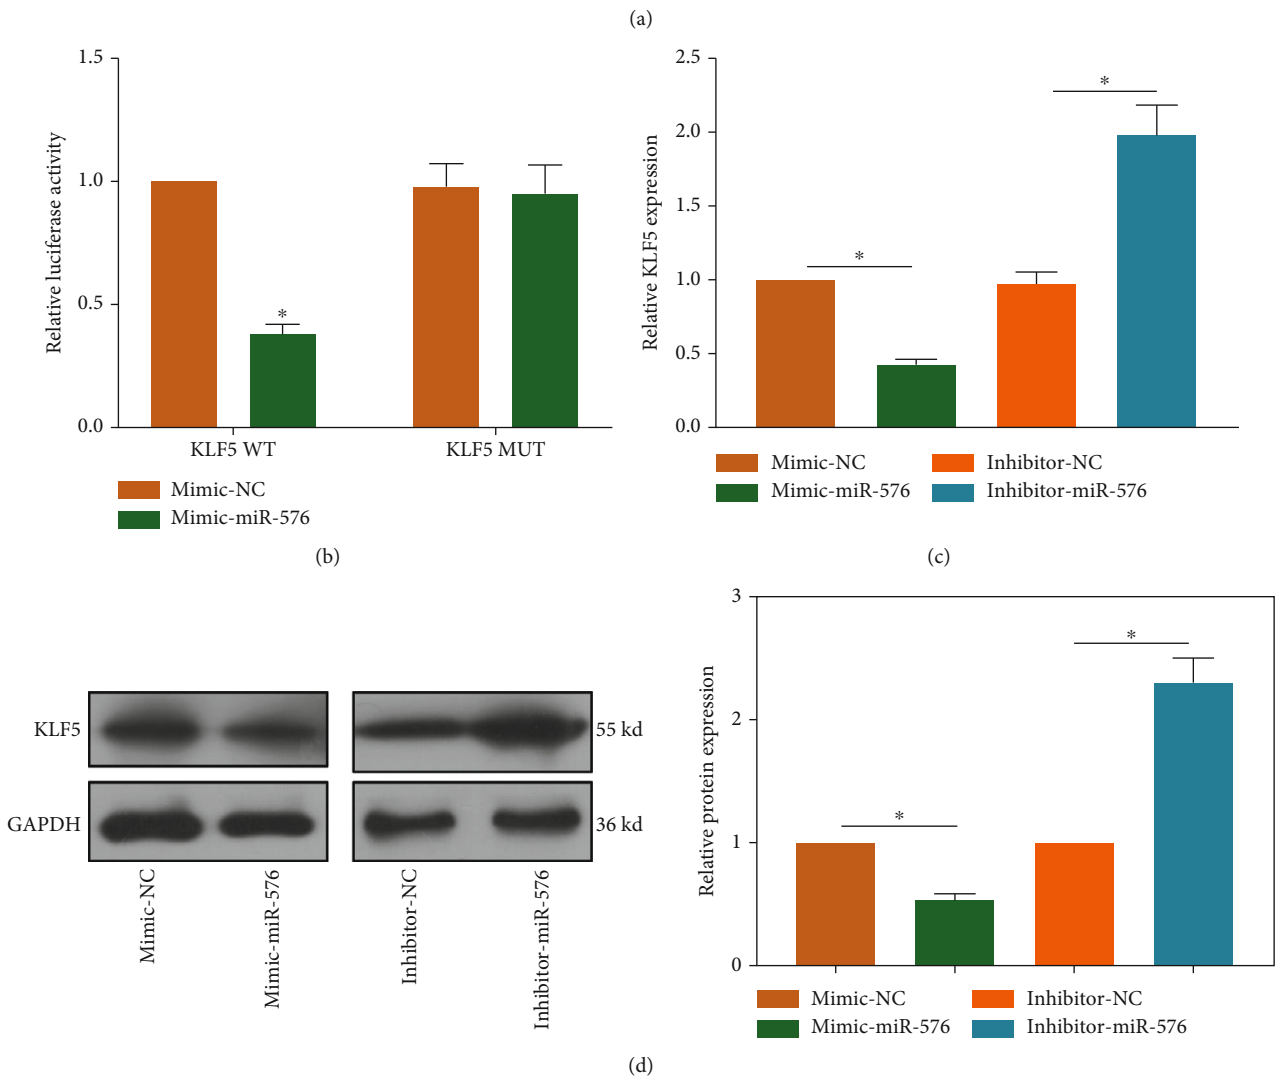 (a)
1.5
1.0
0.5
0.0
Relative luciferase activity
*
KLF5 WT
KLF5 MUT
Mimic-NC
Mimic-miR-576
(b)
2.5
2.0
1.5
1.0
0.5
0.0
Relative KLF5 expression
*
*
Mimic-NC
Inhibitor-NC
Mimic-miR-576
Inhibitor-miR-576
(c)
KLF5
55 kd
GAPDH
36 kd
Mimic-NC
Mimic-miR-576
Inhibitor-NC
Inhibitor-miR-576
3
2
1
0
Relative protein expression
*
*
Mimic-NC
Inhibitor-NC
Mimic-miR-576
Inhibitor-miR-576
(d)